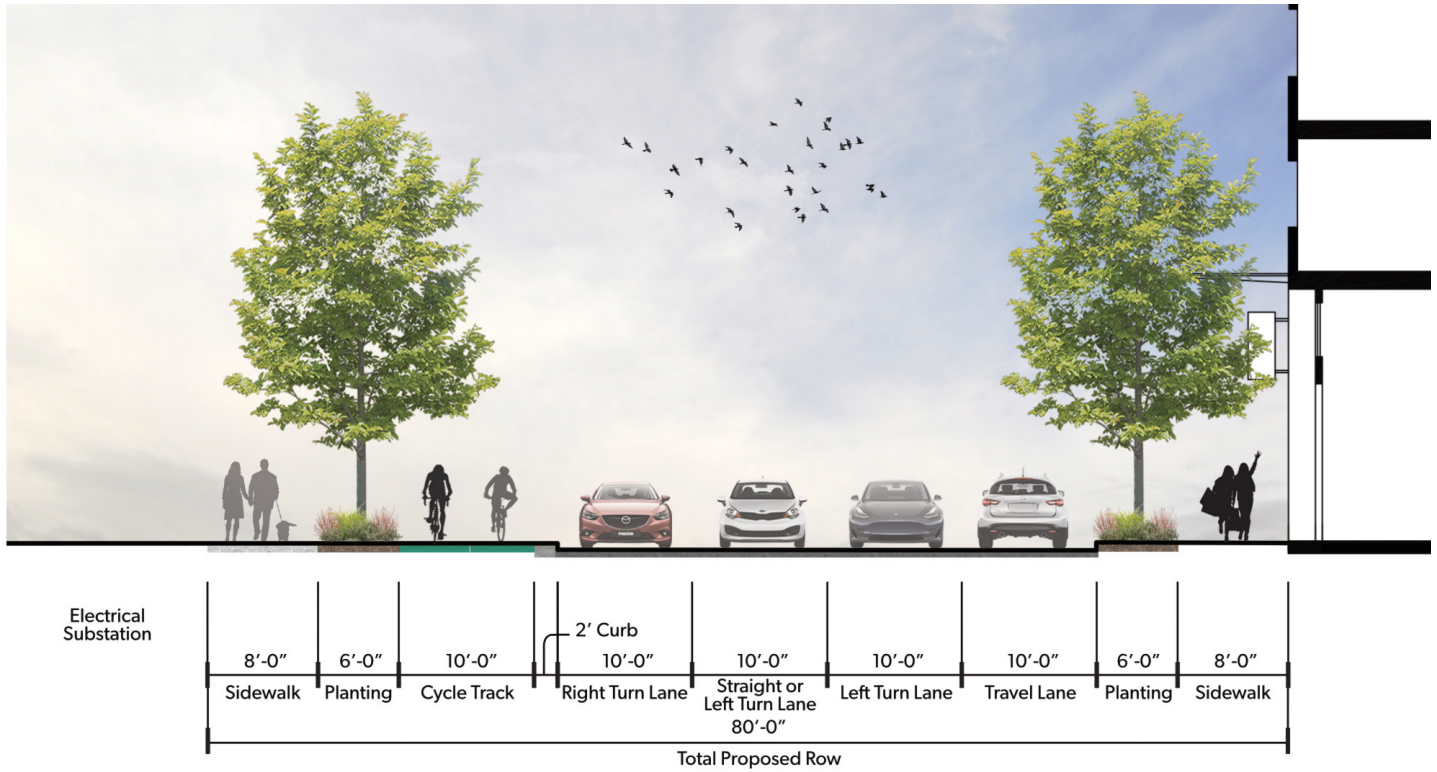 Electrical
Substation
2’ Curb
8’-0” 6’-0” 10’-0” 10’-0” 10’-0” 10’-0” 10’-0” 6’-0” 8’-0”
Sidewalk Planting Cycle Track Right Turn Lane Straight or Left Turn Lane Left Turn Lane Travel Lane Planting Sidewalk
80’-0”
Total Proposed Row